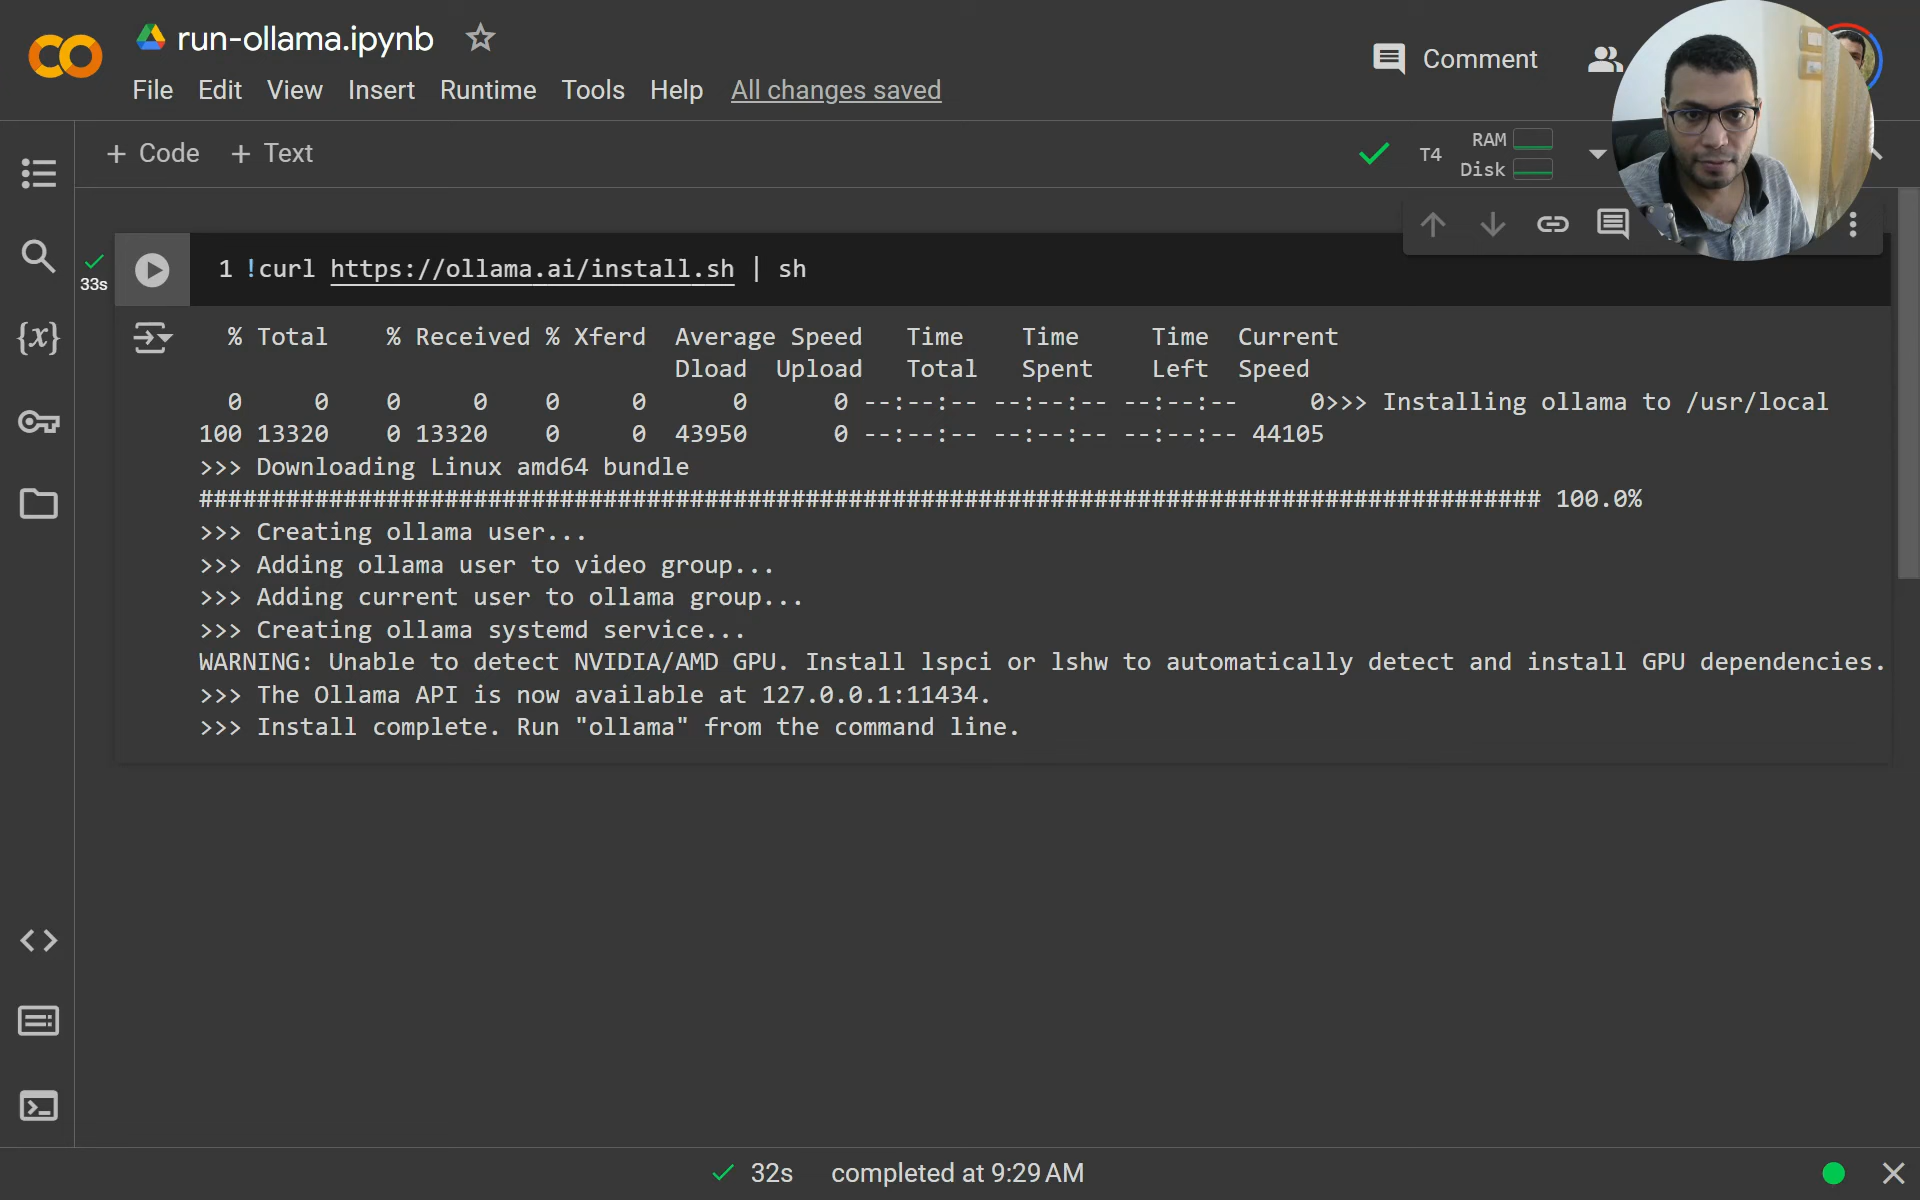 run-ollama.ipynb
File Edit View Insert Runtime Tools Help All changes saved
Comment
+ Code + Text
T4
RAM
Disk
33s
1 !curl https://ollama.ai/install.sh | sh
{x}
% Total % Received % Xferd Average Speed Time Time Time Current
Dload Upload Total Spent Left Speed
0 0 0 0 0 0 0 0 --:--:-- --:--:-- --:--:-- 0>>> Installing ollama to /usr/local
100 13320 0 13320 0 0 43950 0 --:--:-- --:--:-- --:--:-- 44105
>>> Downloading Linux amd64 bundle
############################################################################################# 100.0%
>>> Creating ollama user...
>>> Adding ollama user to video group...
>>> Adding current user to ollama group...
>>> Creating ollama systemd service...
WARNING: Unable to detect NVIDIA/AMD GPU. Install lspci or lshw to automatically detect and install GPU dependencies.
>>> The Ollama API is now available at 127.0.0.1:11434.
>>> Install complete. Run "ollama" from the command line.
32s completed at 9:29 AM